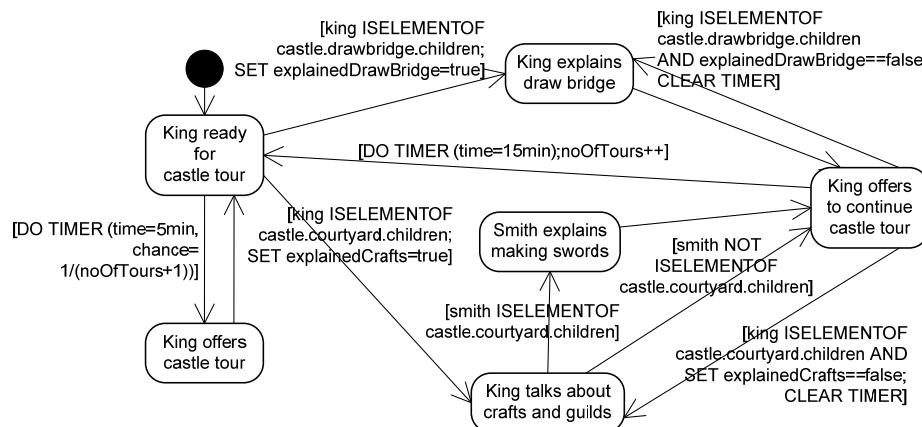 [king ISELEMENTOF
castle.drawbridge.children;
SET explainedDrawBridge=true]
King explains
draw bridge
[king ISELEMENTOF
castle.drawbridge.children
AND explainedDrawBridge==false
CLEAR TIMER]
King ready
for
castle tour
[DO TIMER (time=15min);noOfTours++]
King offers
to continue
castle tour
[DO TIMER (time=5min,
chance=
1/(noOfTours+1))]
[king ISELEMENTOF
castle.courtyard.children;
SET explainedCrafts=true]
Smith explains
making swords
[smith NOT
ISELEMENTOF
castle.courtyard.children]
[smith ISELEMENTOF
castle.courtyard.children]
King offers
castle tour
[king ISELEMENTOF
castle.courtyard.children AND
SET explainedCrafts==false;
CLEAR TIMER]
King talks about
crafts and guilds